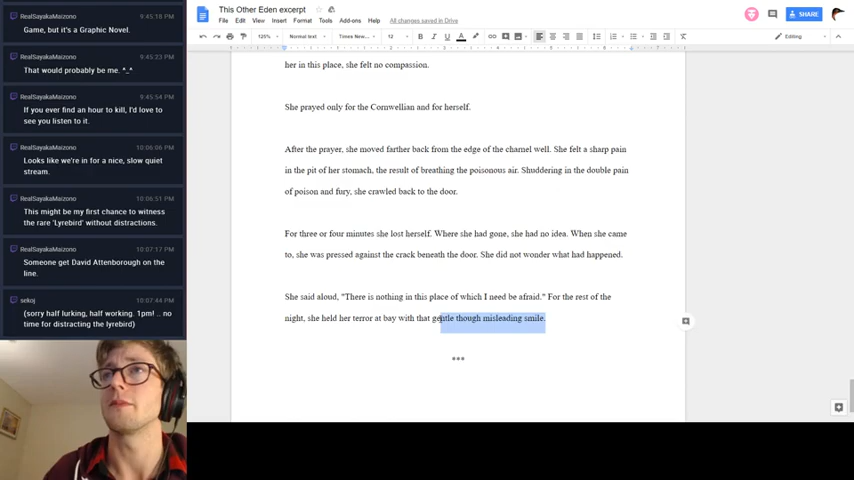 9:45:18 PM
Game, but it's a Graphic Novel.
RealSayakaMaizono 9:45:23 PM
That would probably be me. ^_^
RealSayakaMaizono 9:45:54 PM
If you ever find an hour to kill, I'd love to
see you listen to it.
RealSayakaMaizono 10:06:06 PM
Looks like we're in for a nice, slow quiet
stream.
RealSayakaMaizono 10:06:51 PM
This might be my first chance to witness
the rare 'Lyrebird' without distractions.
RealSayakaMaizono 10:07:17 PM
Someone get David Attenborough on the
line.
sekoj 10:07:44 PM
(sorry half lurking, half working. 1pm! .. no
time for distracting the lyrebird)
This Other Eden excerpt
File Edit View Insert Format Tools Add-ons Help All changes saved in Drive
SHARE
125% Normal text Times New... 12 B I U A Editing
her in this place, she felt no compassion.
She prayed only for the Cornwellian and for herself.
After the prayer, she moved farther back from the edge of the charnel well. She felt a sharp pain
in the pit of her stomach, the result of breathing the poisonous air. Shuddering in the double pain
of poison and fury, she crawled back to the door.
For three or four minutes she lost herself. Where she had gone, she had no idea. When she came
to, she was pressed against the crack beneath the door. She did not wonder what had happened.
She said aloud, "There is nothing in this place of which I need be afraid." For the rest of the
night, she held her terror at bay with that gentle though misleading smile.